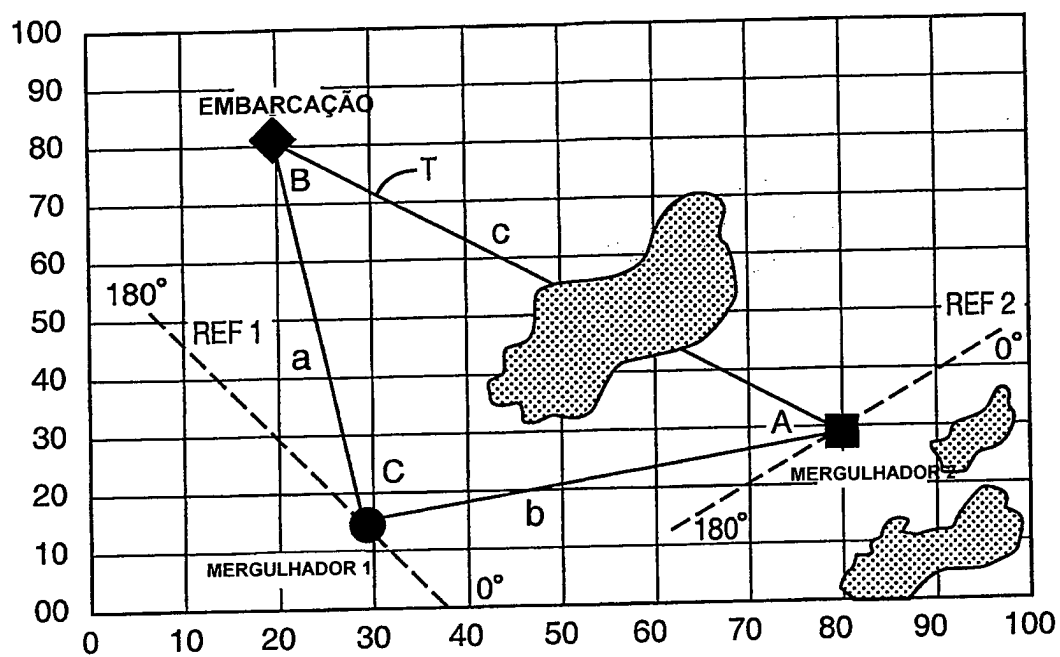 100
90
EMBARCAÇÃO
80
B
T
70
c
60
180°
REF 2
50
REF 1
0°
a
40
A
30
C
MERGULHADOR 2
20
b
180°
10
MERGULHADOR 1
0°
00
0 10 20 30 40 50 60 70 80 90 100